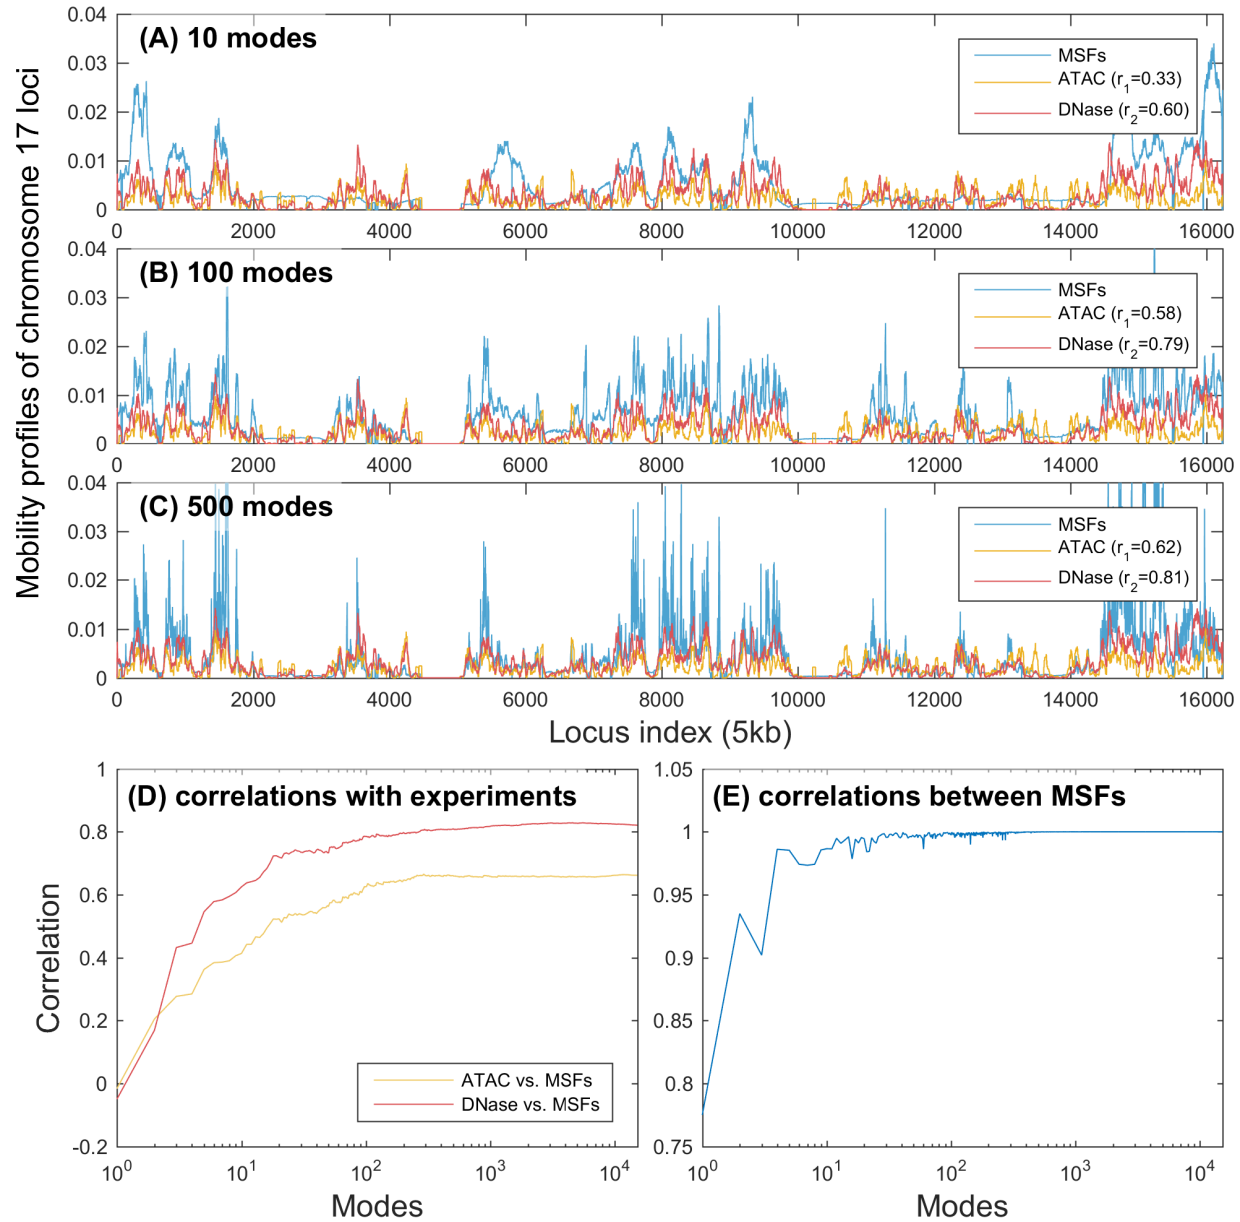 Mobility profiles of chromosome 17 loci
(A) 10 modes
0.04
0.03
0.02
0.01
0
MSFs
ATAC (r1=0.33)
DNase (r2=0.60)
0 2000 4000 6000 8000 10000 12000 14000 16000
(B) 100 modes
0.04
0.03
0.02
0.01
0
MSFs
ATAC (r1=0.58)
DNase (r2=0.79)
0 2000 4000 6000 8000 10000 12000 14000 16000
(C) 500 modes
0.04
0.03
0.02
0.01
0
MSFs
ATAC (r1=0.62)
DNase (r2=0.81)
0 2000 4000 6000 8000 10000 12000 14000 16000
Locus index (5kb)
(D) correlations with experiments
1
0.8
0.6
0.4
0.2
0
-0.2
Correlation
ATAC vs. MSFs
DNase vs. MSFs
10^0 10^1 10^2 10^3 10^4
Modes
(E) correlations between MSFs
1.05
1
0.95
0.9
0.85
0.8
0.75
10^0 10^1 10^2 10^3 10^4
Modes